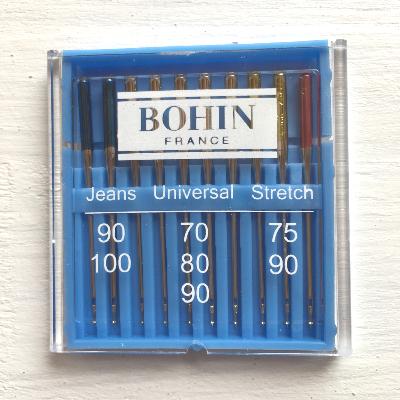 BOHIN
FRANCE
Jeans Universal Stretch
90 70 75
100 80 90
90